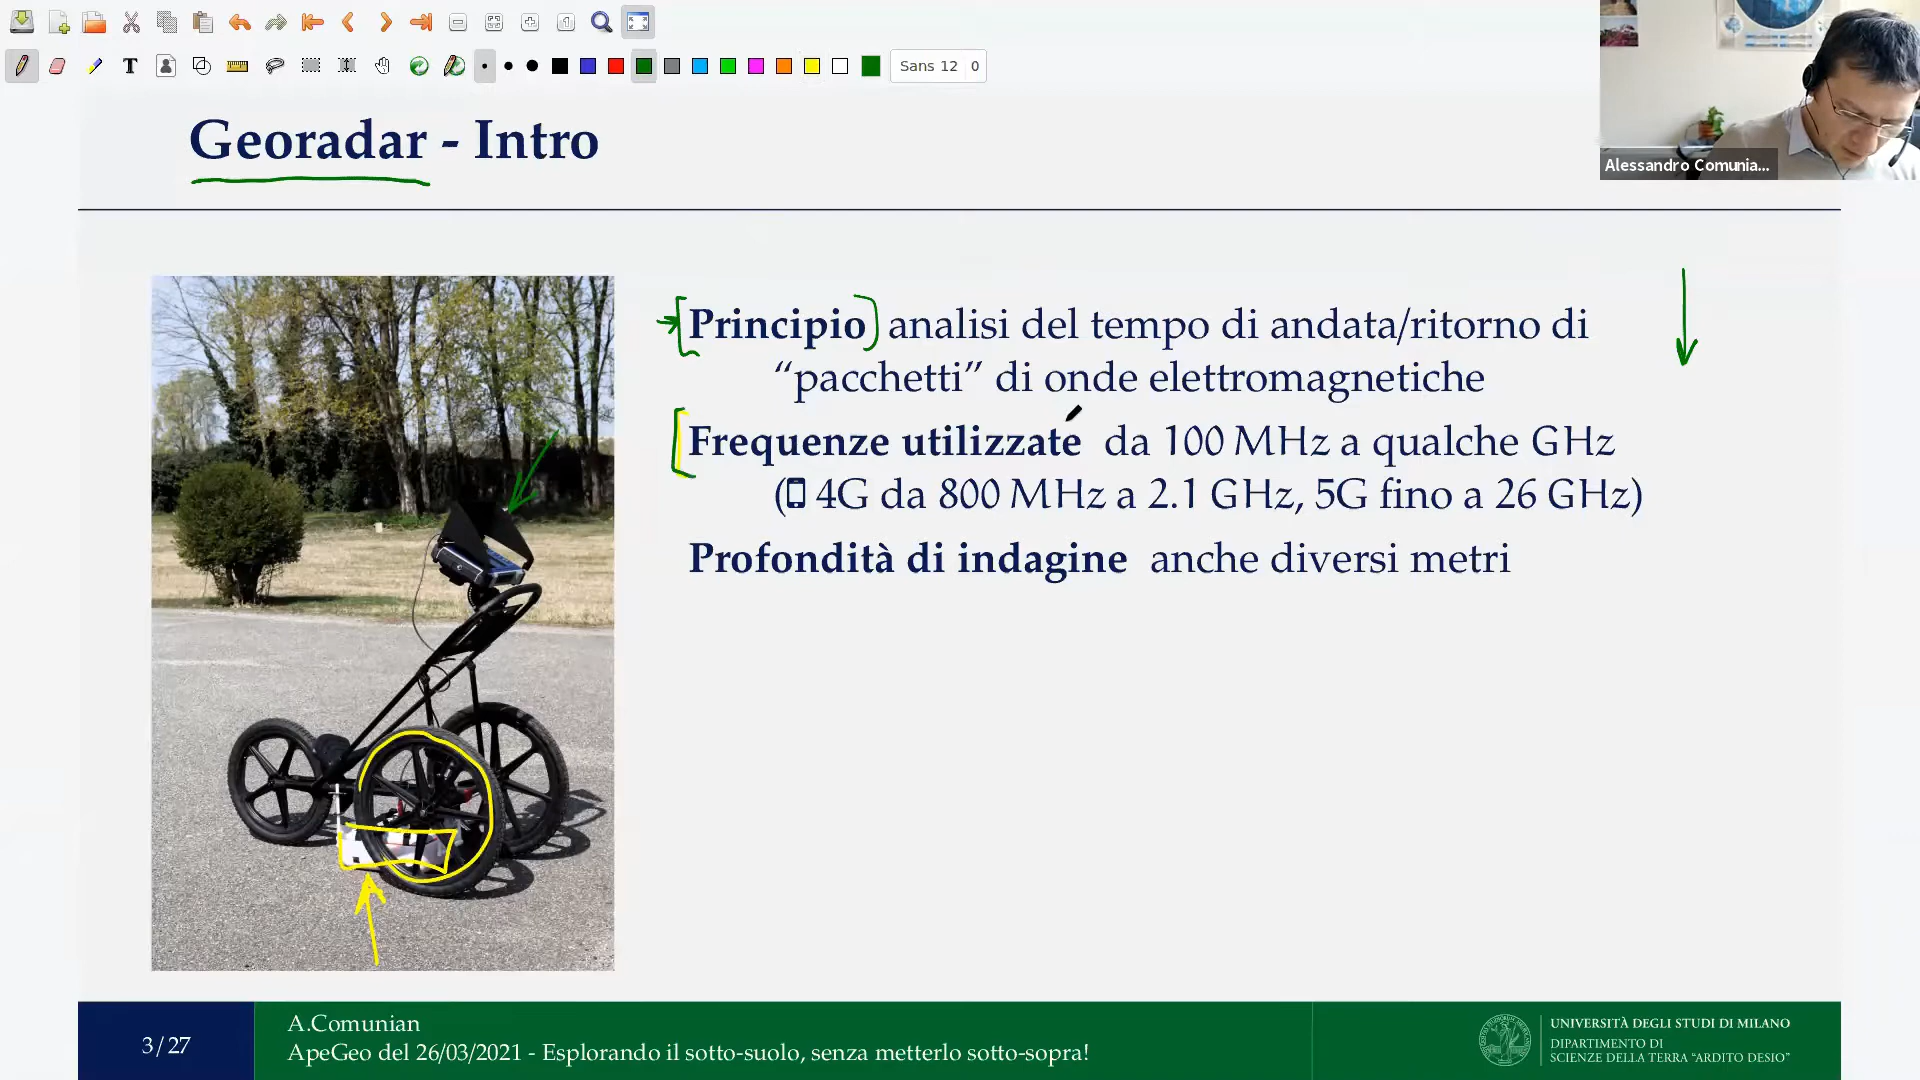 Sans 12 0
Alessandro Comunia...
Georadar - Intro
Principio analisi del tempo di andata/ritorno di
“pacchetti” di onde elettromagnetiche
Frequenze utilizzate da 100 MHz a qualche GHz
( 4G da 800 MHz a 2.1 GHz, 5G fino a 26 GHz)
Profondità di indagine anche diversi metri
3/27
A.Comunian
ApeGeo del 26/03/2021 - Esplorando il sotto-suolo, senza metterlo sotto-sopra!
UNIVERSITÀ DEGLI STUDI DI MILANO
DIPARTIMENTO DI
SCIENZE DELLA TERRA “ARDITO DESIO”